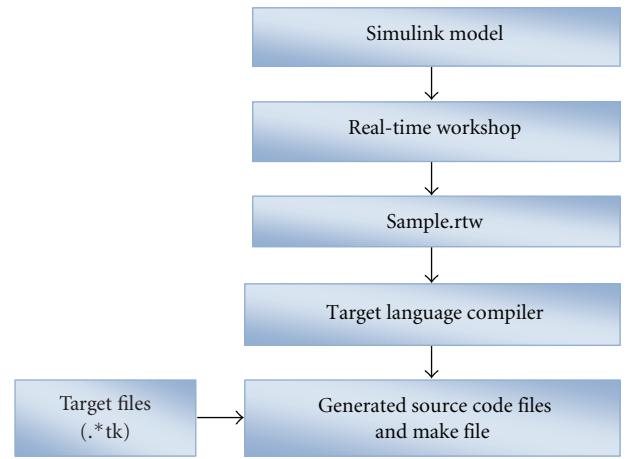 Simulink model
Real-time workshop
Sample.rtw
Target language compiler
Target files
(.*tk)
Generated source code files
and make file